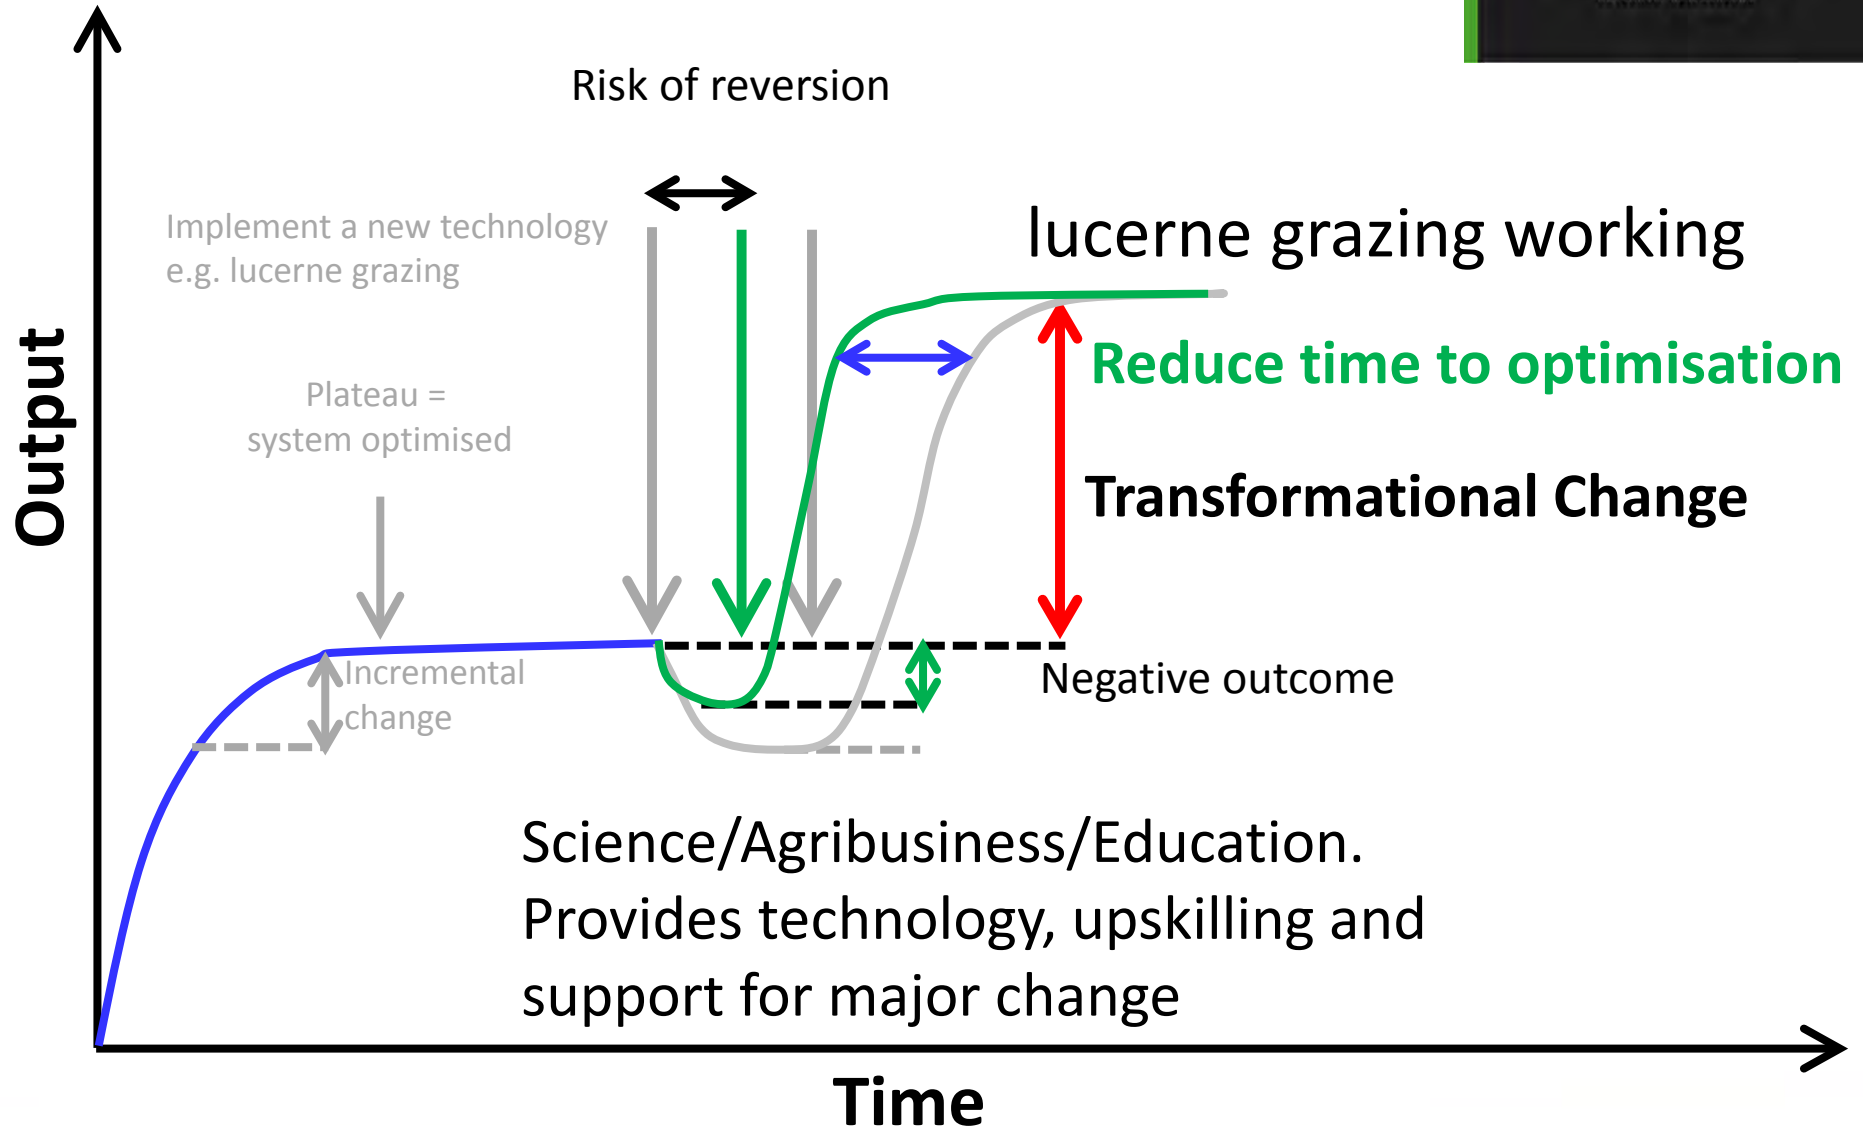 Risk of reversion
Implement a new technology
e.g. lucerne grazing
lucerne grazing working
Reduce time to optimisation
Plateau =
system optimised
Output
Transformational Change
Incremental
change
Negative outcome
Science/Agribusiness/Education.
Provides technology, upskilling and
support for major change
Time